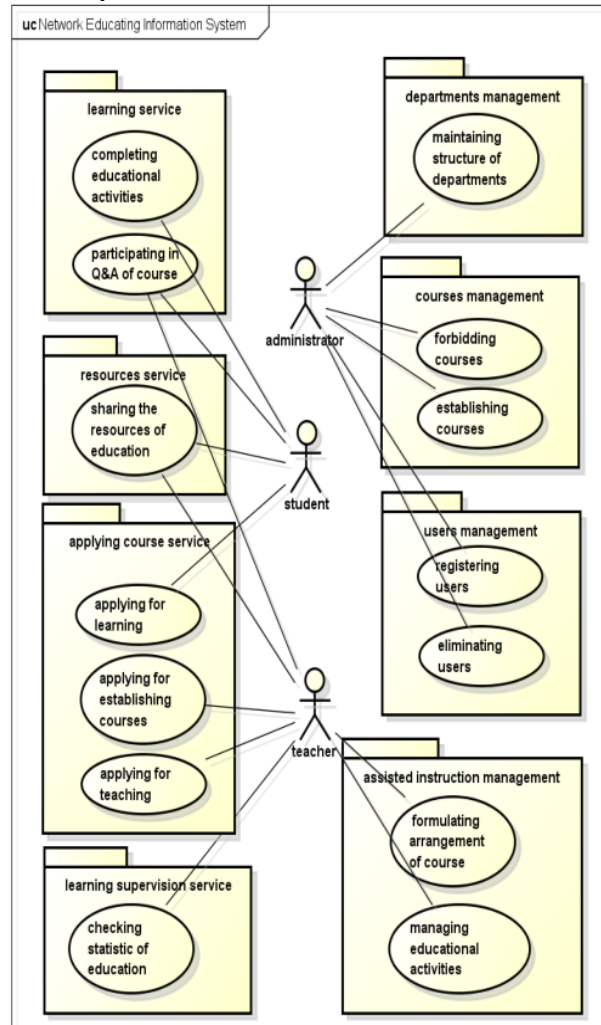 uc Network Educating Information System
learning service
completing
educational
activities
participating in
Q&A of course
resources service
sharing the
resources of
education
applying course service
applying for
learning
applying for
establishing
courses
applying for
teaching
learning supervision service
checking
statistic of
education
administrator
student
teacher
departments management
maintaining
structure of
departments
courses management
forbidding
courses
establishing
courses
users management
registering
users
eliminating
users
assisted instruction management
formulating
arrangement
of course
managing
educational
activities